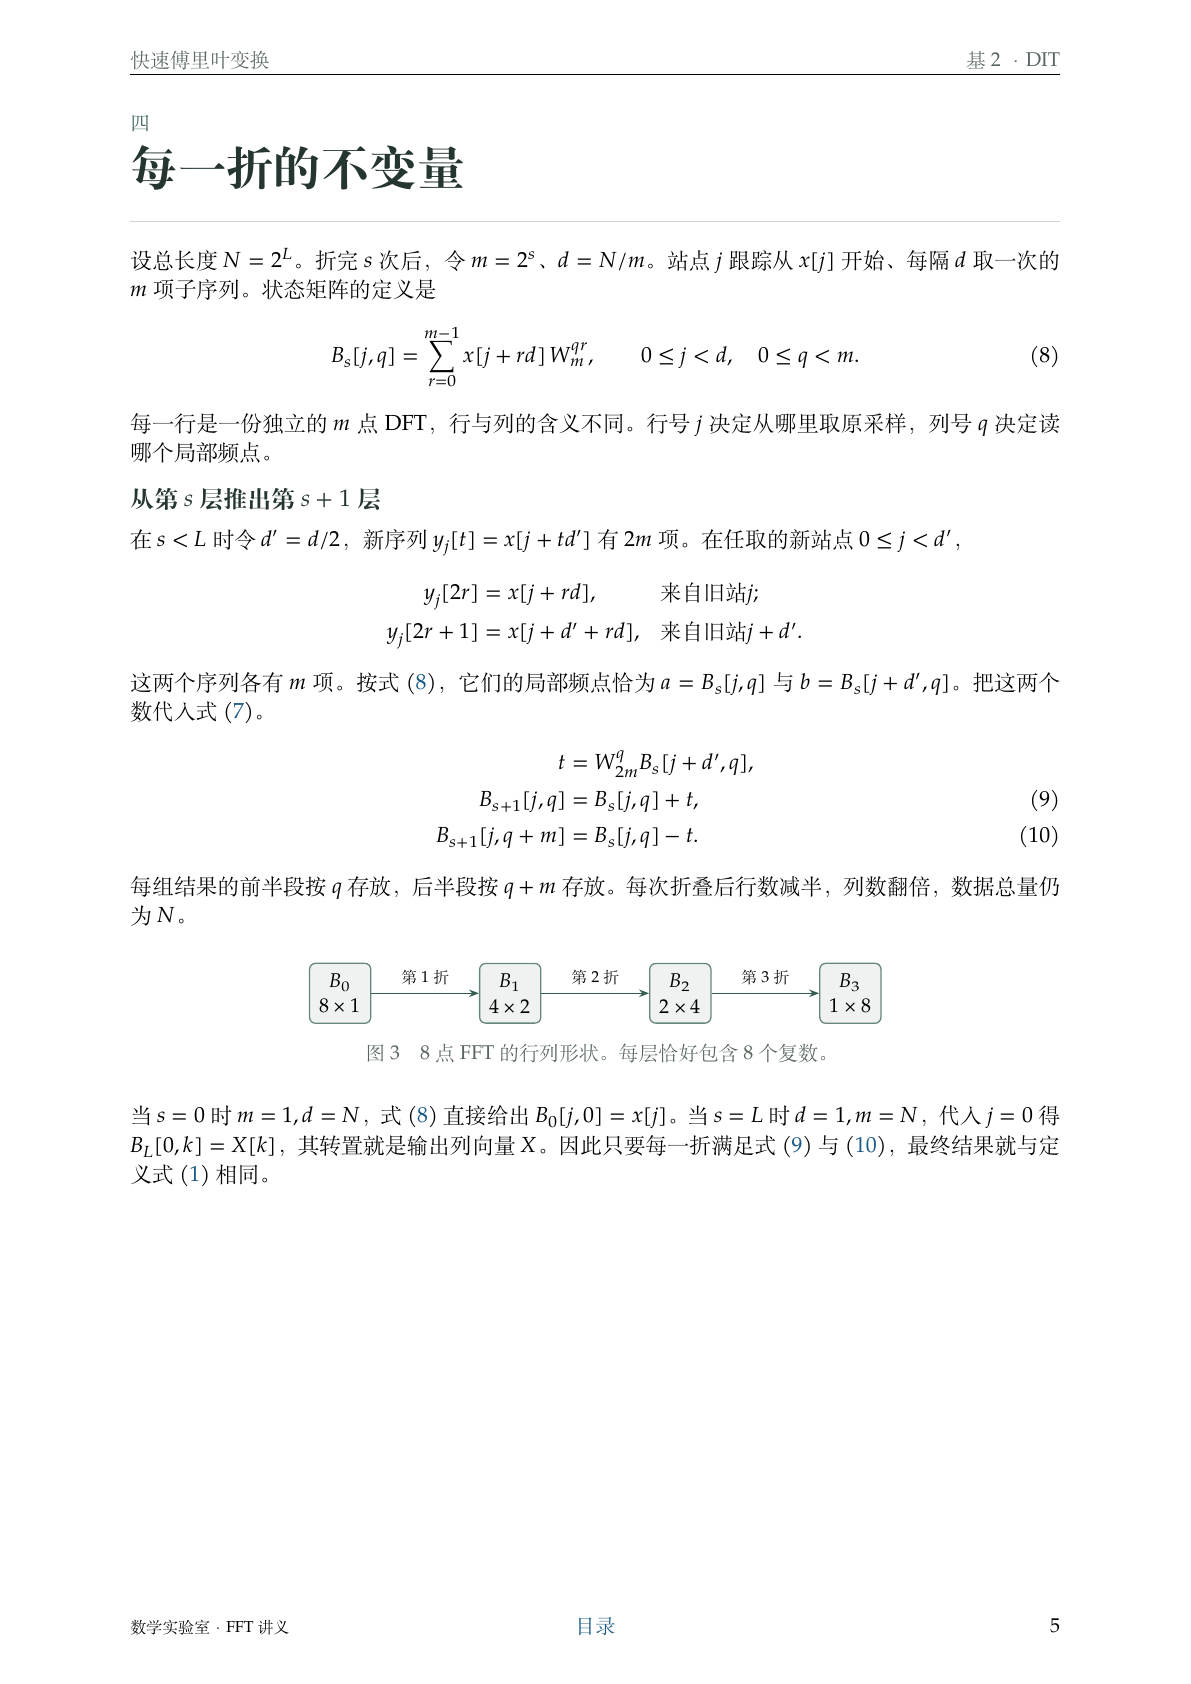 快速傅里叶变换
基 2 · DIT
四
每一折的不变量
设总长度 N = 2^L。折完 s 次后，令 m = 2^s、d = N/m。站点 j 跟踪从 x[j] 开始、每隔 d 取一次的
m 项子序列。状态矩阵的定义是
B_s[j, q] = ∑_{r=0}^{m−1} x[j + rd] W_m^{qr},  0 ≤ j < d,  0 ≤ q < m. (8)
每一行是一份独立的 m 点 DFT，行与列的含义不同。行号 j 决定从哪里取原采样，列号 q 决定读
哪个局部频点。
从第 s 层推出第 s + 1 层
在 s < L 时令 d′ = d/2，新序列 y_j[t] = x[j + td′] 有 2m 项。在任取的新站点 0 ≤ j < d′，
y_j[2r] = x[j + rd], 来自旧站j;
y_j[2r + 1] = x[j + d′ + rd], 来自旧站j + d′.
这两个序列各有 m 项。按式 (8)，它们的局部频点恰为 a = B_s[j, q] 与 b = B_s[j + d′, q]。把这两个
数代入式 (7)。
t = W_{2m}^q B_s[j + d′, q],
B_{s+1}[j, q] = B_s[j, q] + t, (9)
B_{s+1}[j, q + m] = B_s[j, q] − t. (10)
每组结果的前半段按 q 存放，后半段按 q + m 存放。每次折叠后行数减半，列数翻倍，数据总量仍
为 N。
B_0 第 1 折 B_1 第 2 折 B_2 第 3 折 B_3
8 × 1 4 × 2 2 × 4 1 × 8
图 3 8 点 FFT 的行列形状。每层恰好包含 8 个复数。
当 s = 0 时 m = 1, d = N，式 (8) 直接给出 B_0[j, 0] = x[j]。当 s = L 时 d = 1, m = N，代入 j = 0 得
B_L[0, k] = X[k]，其转置就是输出列向量 X。因此只要每一折满足式 (9) 与 (10)，最终结果就与定
义式 (1) 相同。
数学实验室 · FFT 讲义
目录
5